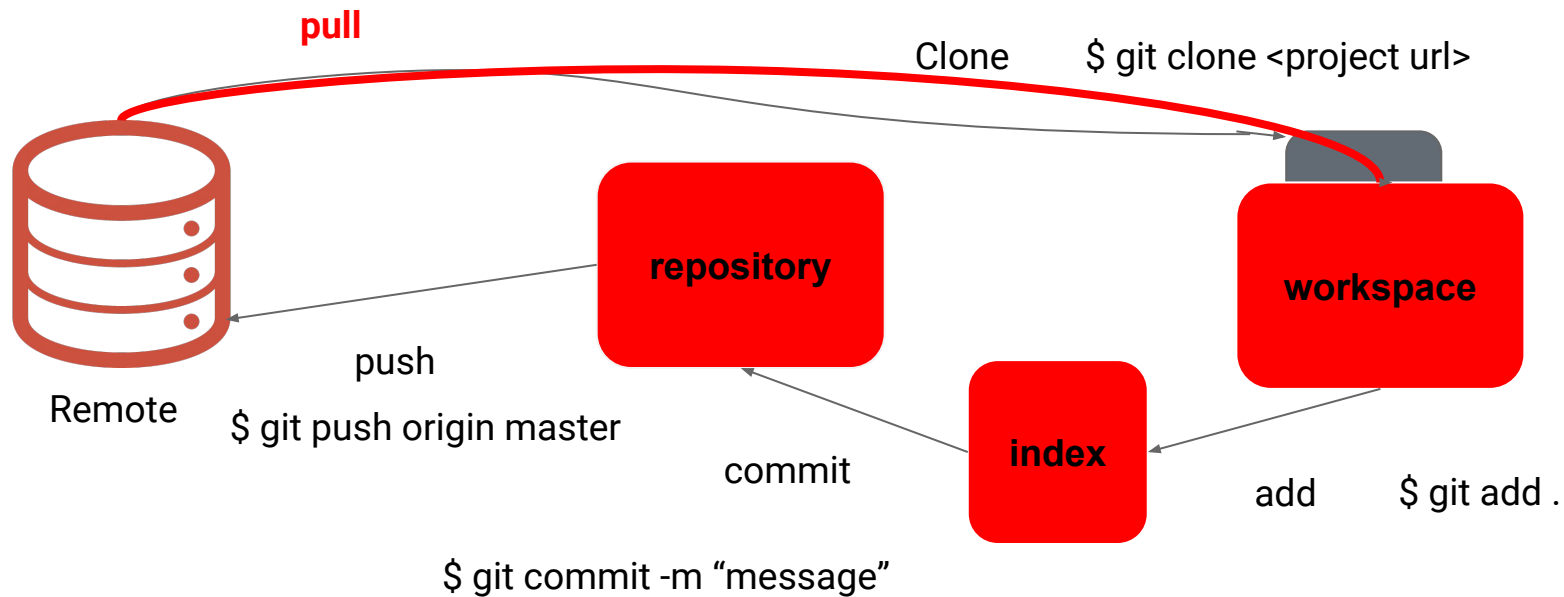 pull
Clone
$ git clone <project url>
repository
workspace
push
Remote
$ git push origin master
index
commit
add
$ git add .
$ git commit -m “message”